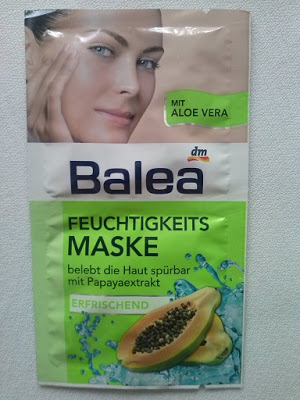 MIT
ALOE VERA
dm
Balea
FEUCHTIGKEITS
MASKE
belebt die Haut spürbar
mit Papayaextrakt
ERFRISCHEND